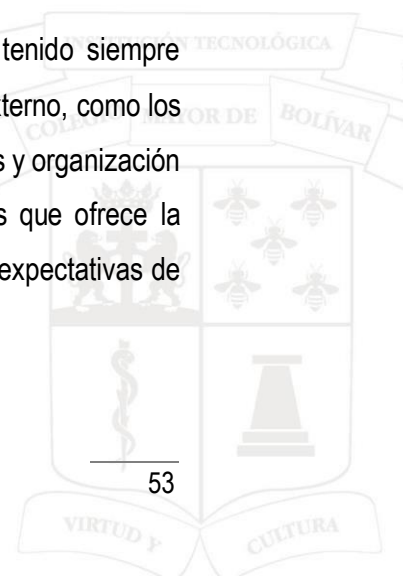 INSTITUCIÓN TECNOLÓGICA
COLEGIO MAYOR DE BOLÍVAR
tenido siempre
xterno, como los
s y organización
s que ofrece la
expectativas de
53
VIRTUD Y CULTURA